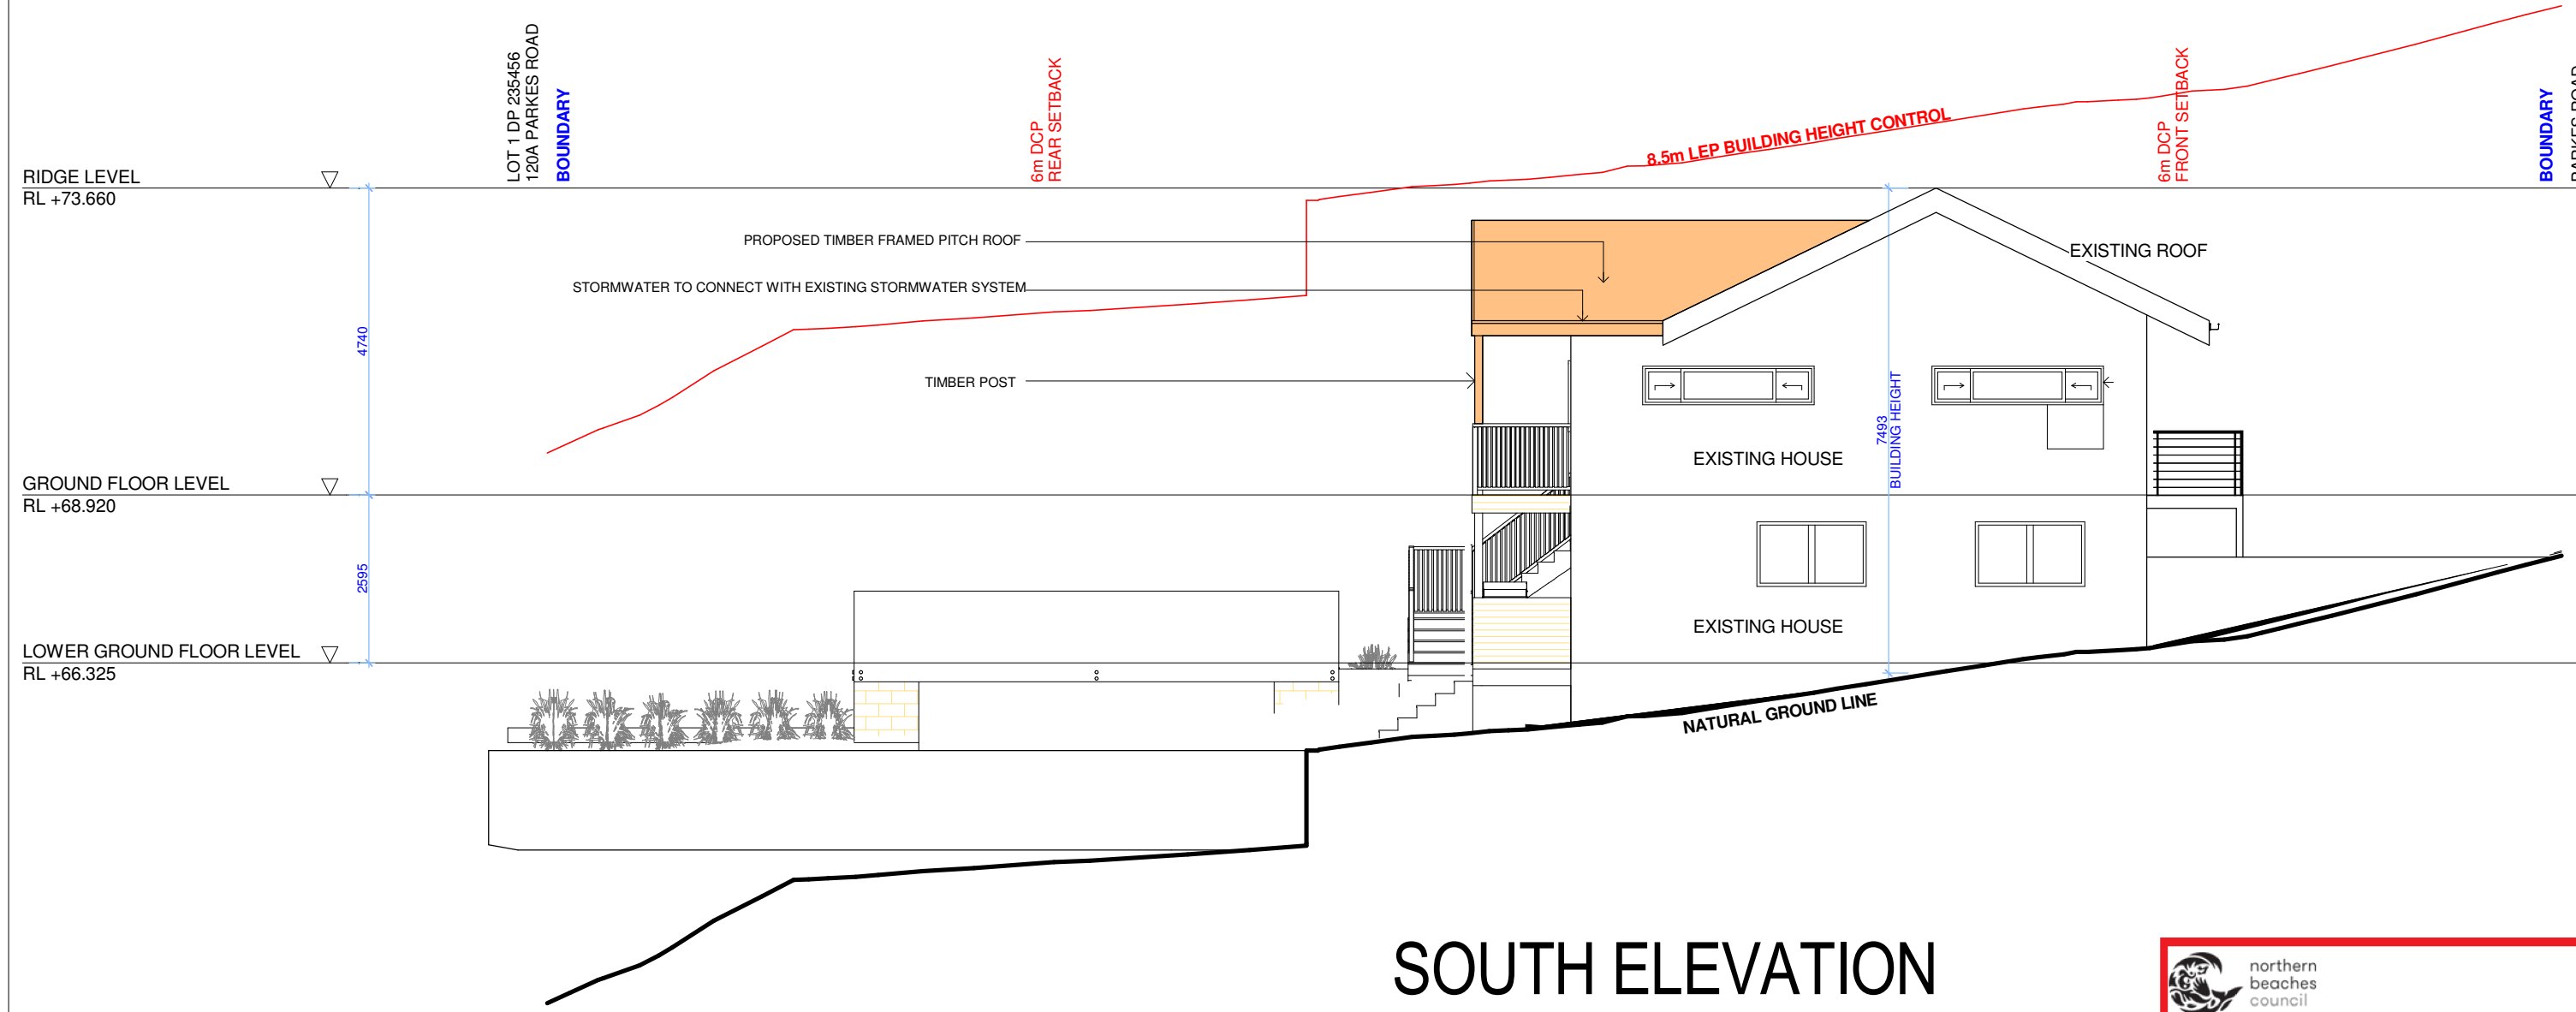 LOT 1 DP 235456
120A PARKES ROAD
BOUNDARY
6m DCP
REAR SETBACK
8.5m LEP BUILDING HEIGHT CONTROL
6m DCP
FRONT SETBACK
BOUNDARY
PARKES ROAD
RIDGE LEVEL
RL +73.660
PROPOSED TIMBER FRAMED PITCH ROOF
EXISTING ROOF
STORMWATER TO CONNECT WITH EXISTING STORMWATER SYSTEM
4740
TIMBER POST
7493
BUILDING HEIGHT
EXISTING HOUSE
GROUND FLOOR LEVEL
RL +68.920
2595
EXISTING HOUSE
LOWER GROUND FLOOR LEVEL
RL +66.325
NATURAL GROUND LINE
SOUTH ELEVATION
northern
beaches
council